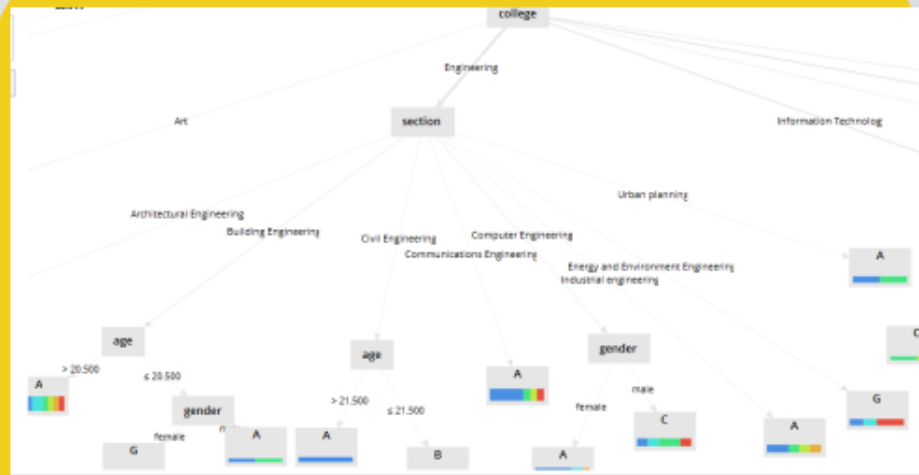 college
Engineering
Art
section
Information Technolog
Urban planning
Architectural Engineering
Building Engineering
Civil Engineering
Computer Engineering
Communications Engineering
Energy and Environment Engineering
Industrial engineering
A
age
age
gender
> 20.500
≤ 20.500
A
A
male
> 21.500
≤ 21.500
female
G
gender
C
female
A
A
A
G
B
A